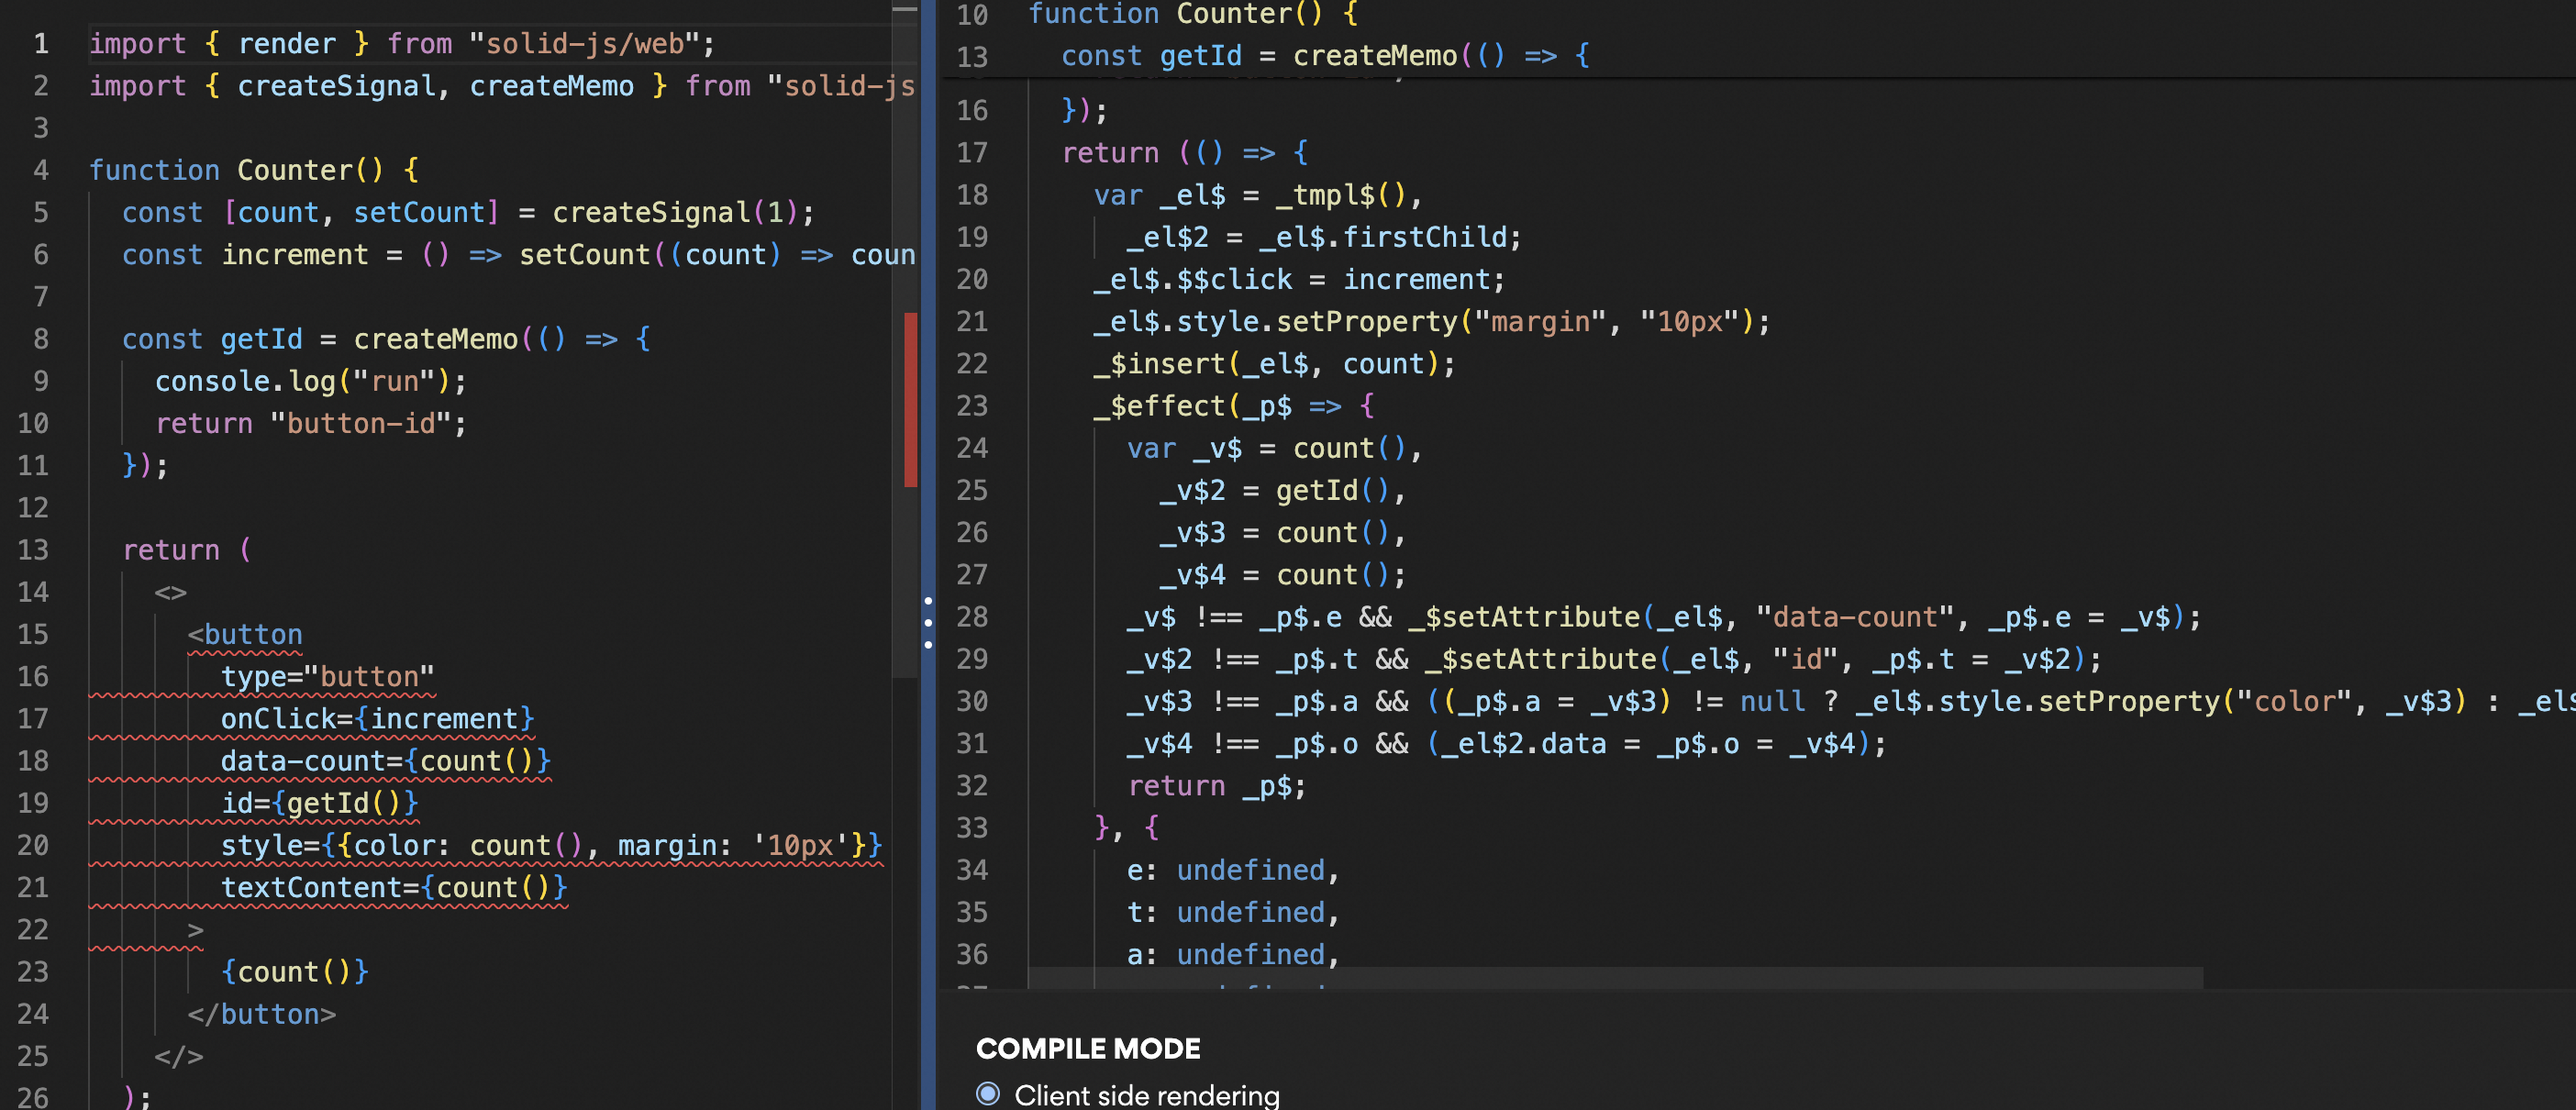 1 import { render } from "solid-js/web";
2 import { createSignal, createMemo } from "solid-js
3
4 function Counter() {
5   const [count, setCount] = createSignal(1);
6   const increment = () => setCount((count) => coun
7
8   const getId = createMemo(() => {
9     console.log("run");
10     return "button-id";
11   });
12
13   return (
14     <>
15       <button
16         type="button"
17         onClick={increment}
18         data-count={count()}
19         id={getId()}
20         style={{color: count(), margin: '10px'}}
21         textContent={count()}
22       >
23         {count()}
24       </button>
25     </>
26   );
10 function Counter() {
13   const getId = createMemo(() => {
16   });
17   return (() => {
18     var _el$ = _tmpl$(),
19       _el$2 = _el$.firstChild;
20     _el$.$$click = increment;
21     _el$.style.setProperty("margin", "10px");
22     _$insert(_el$, count);
23     _$effect(_p$ => {
24       var _v$ = count(),
25         _v$2 = getId(),
26         _v$3 = count(),
27         _v$4 = count();
28       _v$ !== _p$.e && _$setAttribute(_el$, "data-count", _p$.e = _v$);
29       _v$2 !== _p$.t && _$setAttribute(_el$, "id", _p$.t = _v$2);
30       _v$3 !== _p$.a && ((_p$.a = _v$3) != null ? _el$.style.setProperty("color", _v$3) : _el$
31       _v$4 !== _p$.o && (_el$2.data = _p$.o = _v$4);
32       return _p$;
33     }, {
34       e: undefined,
35       t: undefined,
36       a: undefined,
COMPILE MODE
Client side rendering